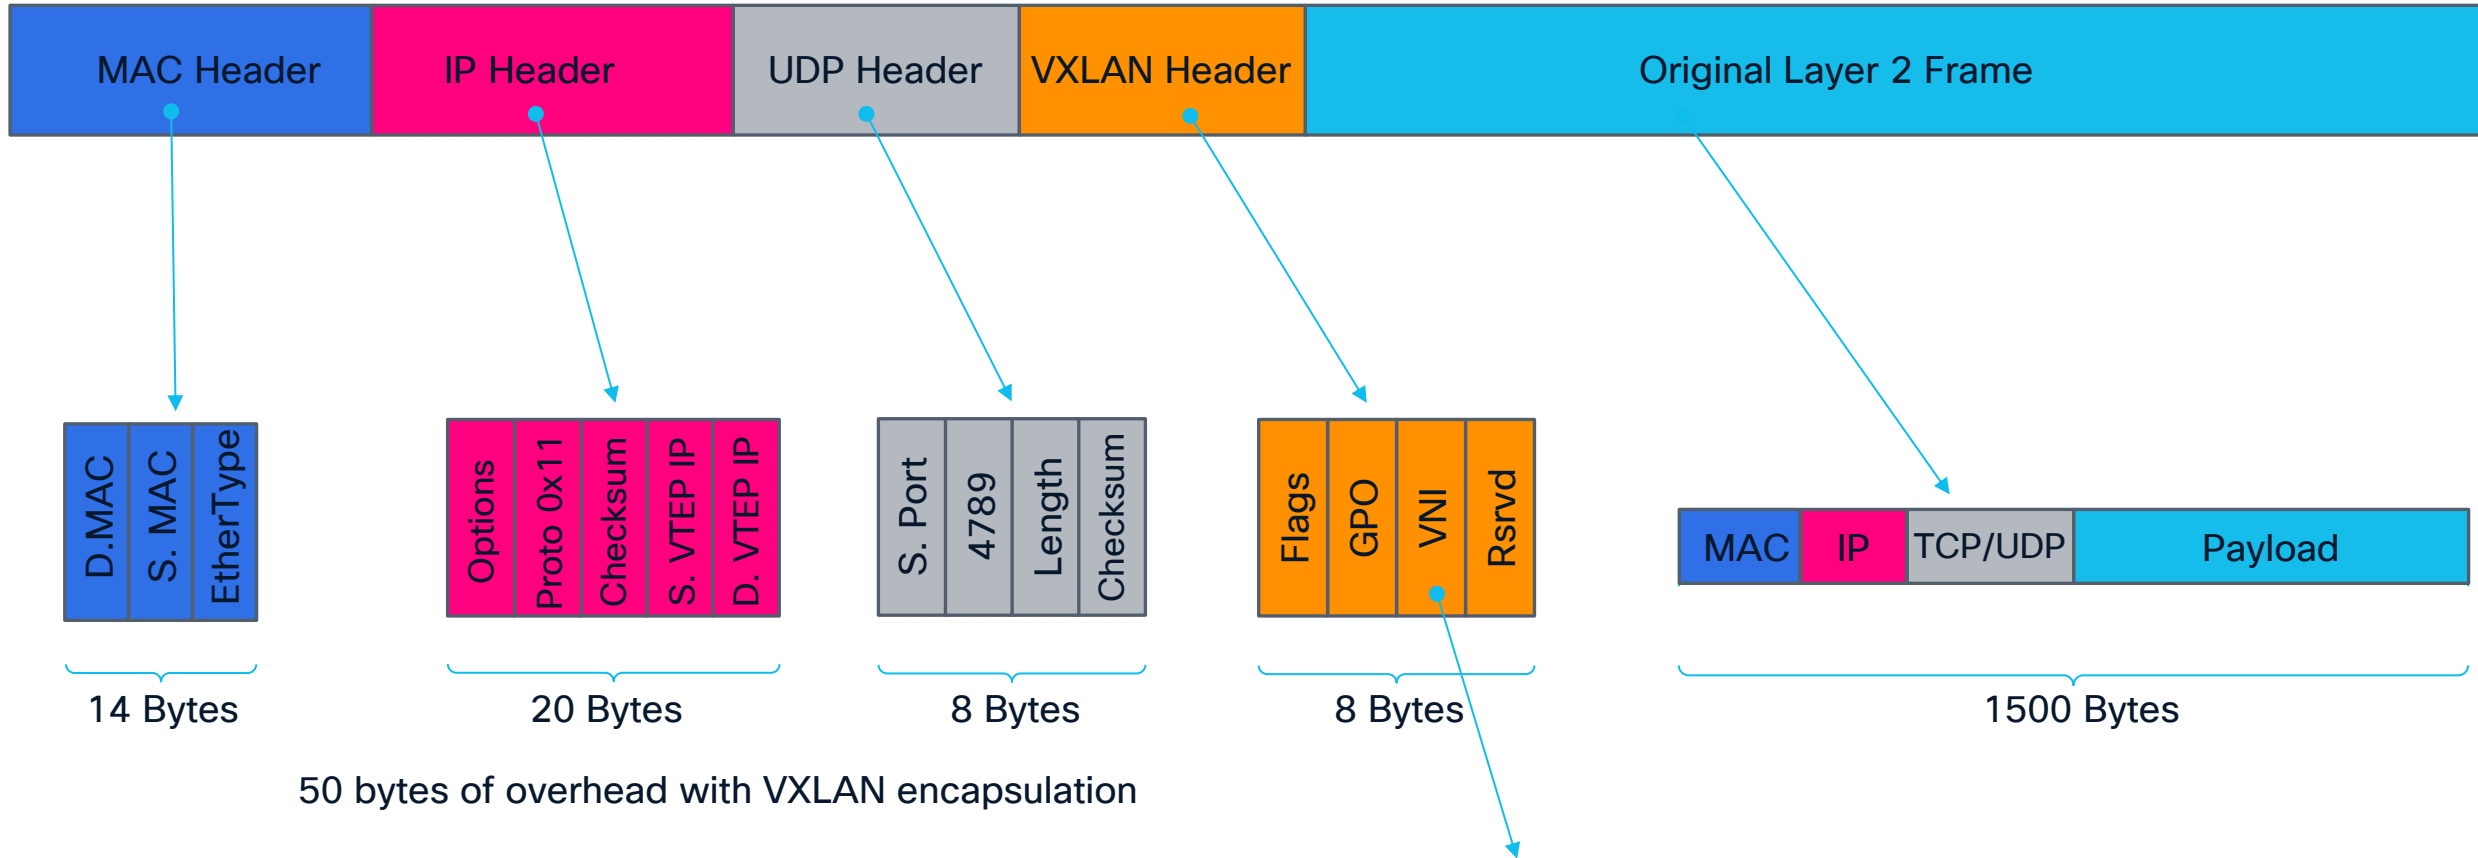 MAC Header
IP Header
UDP Header
VXLAN Header
Original Layer 2 Frame
D.MAC
S. MAC
EtherType
Options
Proto 0x11
Checksum
S. VTEP IP
D. VTEP IP
S. Port
4789
Length
Checksum
Flags
GPO
VNI
Rsrvd
MAC
IP
TCP/UDP
Payload
14 Bytes
20 Bytes
8 Bytes
8 Bytes
1500 Bytes
50 bytes of overhead with VXLAN encapsulation